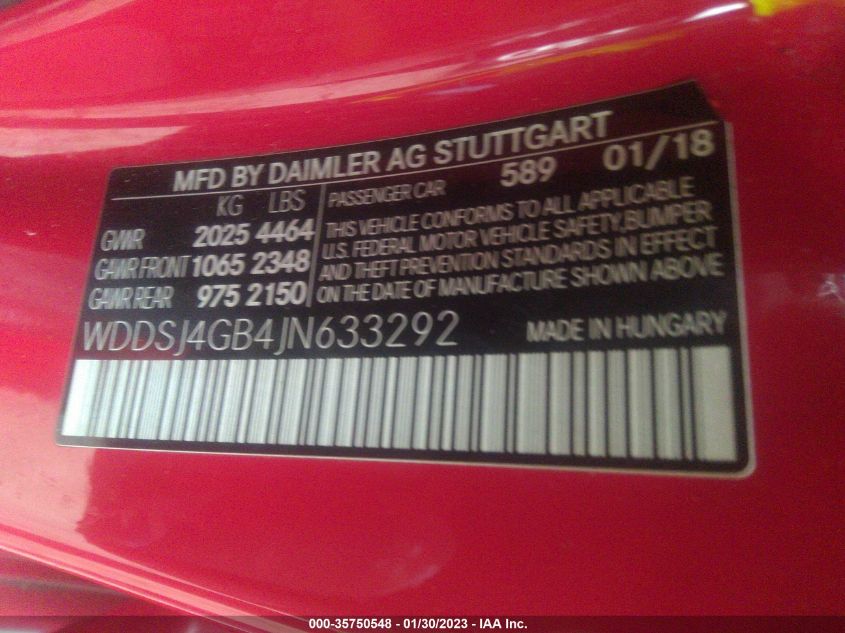 MFD BY DAIMLER AG STUTTGART
KG LBS
GVWR 2025 4464
GAWR FRONT 1065 2348
GAWR REAR 975 2150
PASSENGER CAR 589 01/18
THIS VEHICLE CONFORMS TO ALL APPLICABLE
U.S. FEDERAL MOTOR VEHICLE SAFETY, BUMPER
AND THEFT PREVENTION STANDARDS IN EFFECT
ON THE DATE OF MANUFACTURE SHOWN ABOVE
WDDSJ4GB4JN633292
MADE IN HUNGARY
000-35750548 - 01/30/2023 - IAA Inc.